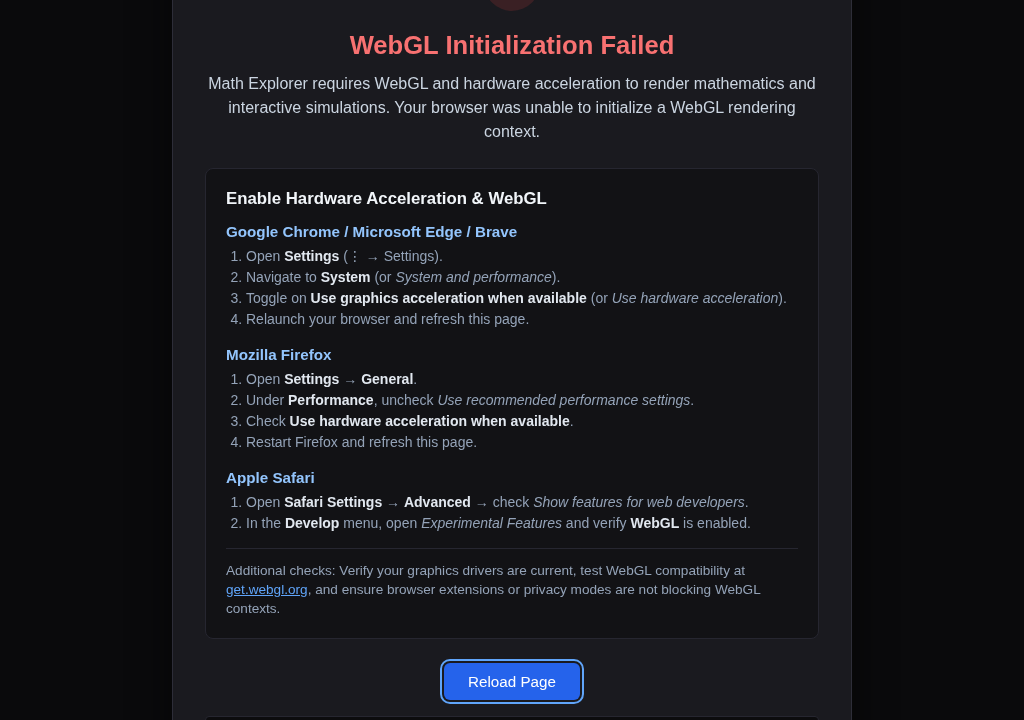 WebGL Initialization Failed
Math Explorer requires WebGL and hardware acceleration to render mathematics and
interactive simulations. Your browser was unable to initialize a WebGL rendering
context.
Enable Hardware Acceleration & WebGL
Google Chrome / Microsoft Edge / Brave
1. Open Settings (⋮ → Settings).
2. Navigate to System (or System and performance).
3. Toggle on Use graphics acceleration when available (or Use hardware acceleration).
4. Relaunch your browser and refresh this page.
Mozilla Firefox
1. Open Settings → General.
2. Under Performance, uncheck Use recommended performance settings.
3. Check Use hardware acceleration when available.
4. Restart Firefox and refresh this page.
Apple Safari
1. Open Safari Settings → Advanced → check Show features for web developers.
2. In the Develop menu, open Experimental Features and verify WebGL is enabled.
Additional checks: Verify your graphics drivers are current, test WebGL compatibility at
get.webgl.org, and ensure browser extensions or privacy modes are not blocking WebGL
contexts.
Reload Page